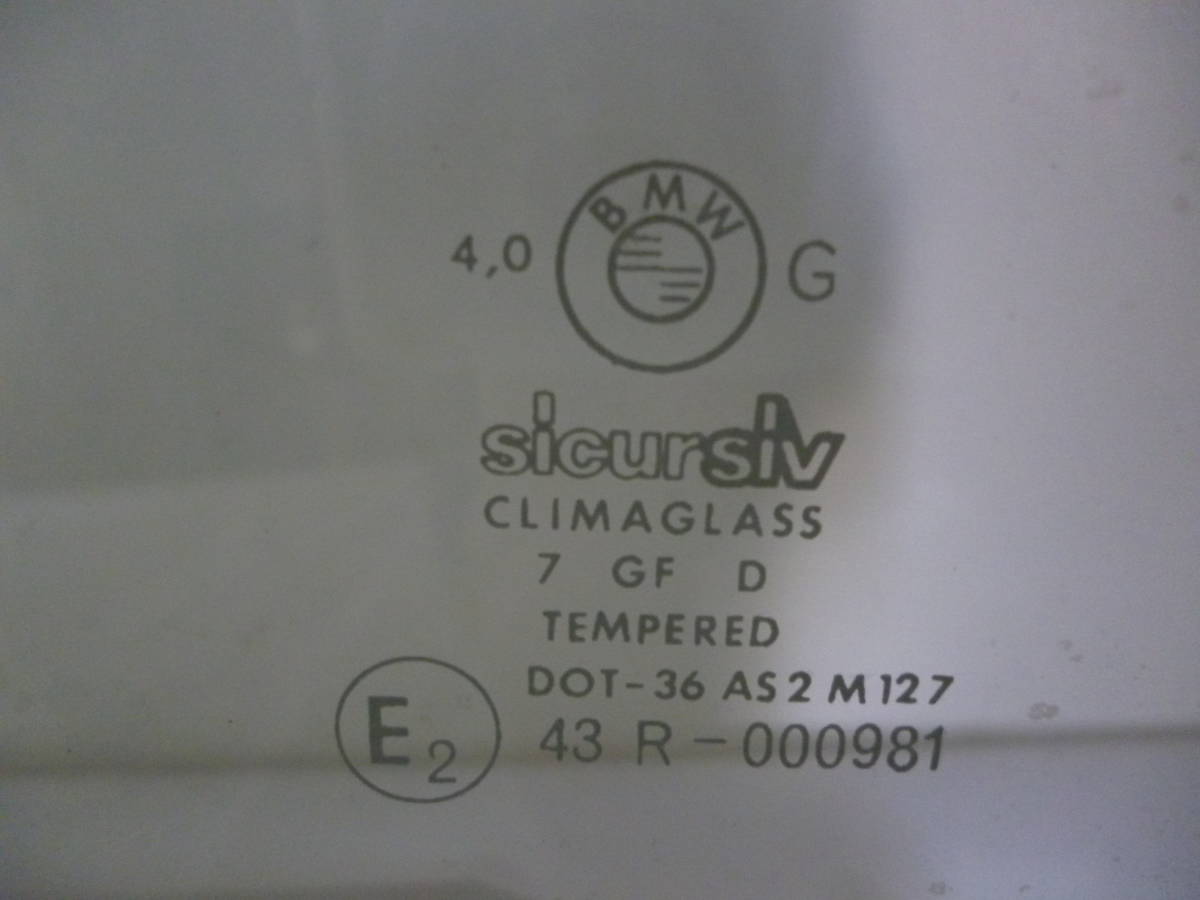 BMW
4,0 G
sicursiv
CLIMAGLASS
7 GF D
TEMPERED
DOT-36 AS2 M127
E2 43 R-000981